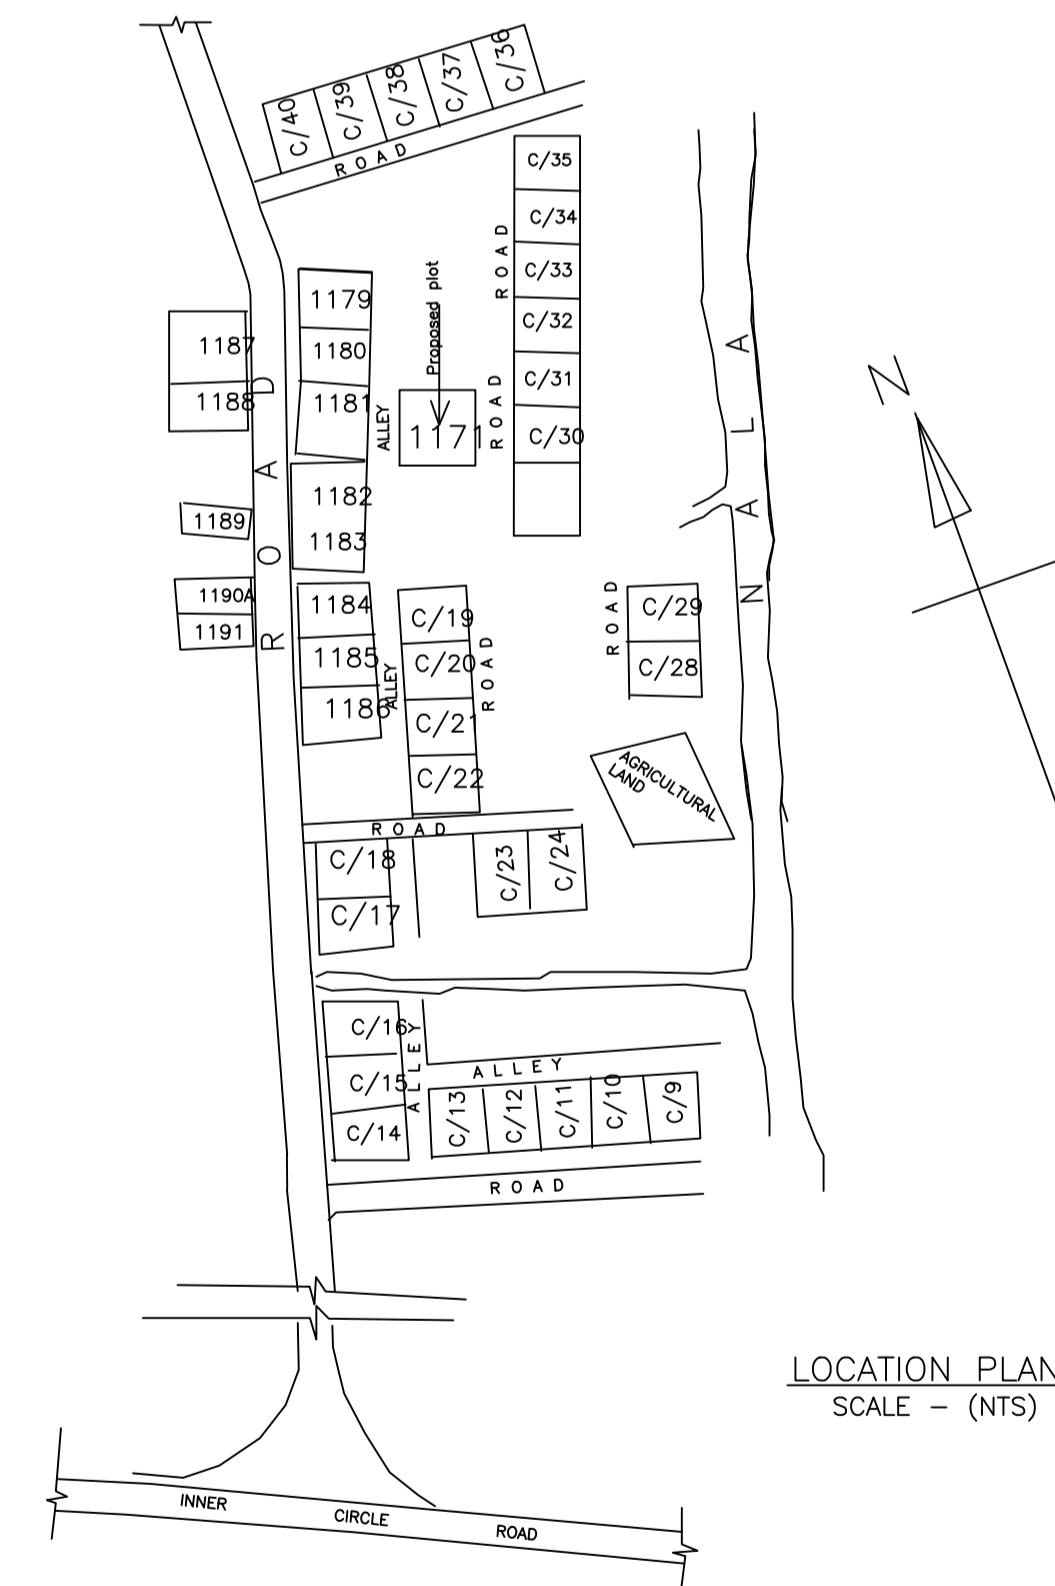 C/40
C/39
C/38
C/37
C/36
ROAD
C/35
C/34
C/33
C/32
C/31
C/30
ROAD
ROAD
Proposed plot
1171
ALLEY
1179
1180
1181
1182
1183
1184
1185
1186
ALLEY
1187
1188
1189
1190A
1191
ROAD
C/19
C/20
C/21
C/22
ROAD
ROAD
C/29
C/28
NALA
N
AGRICULTURAL
LAND
ROAD
C/18
C/17
C/23
C/24
C/16
C/15
C/14
ALLEY
ALLEY
C/13
C/12
C/11
C/10
C/9
ROAD
LOCATION PLAN
SCALE – (NTS)
INNER CIRCLE ROAD